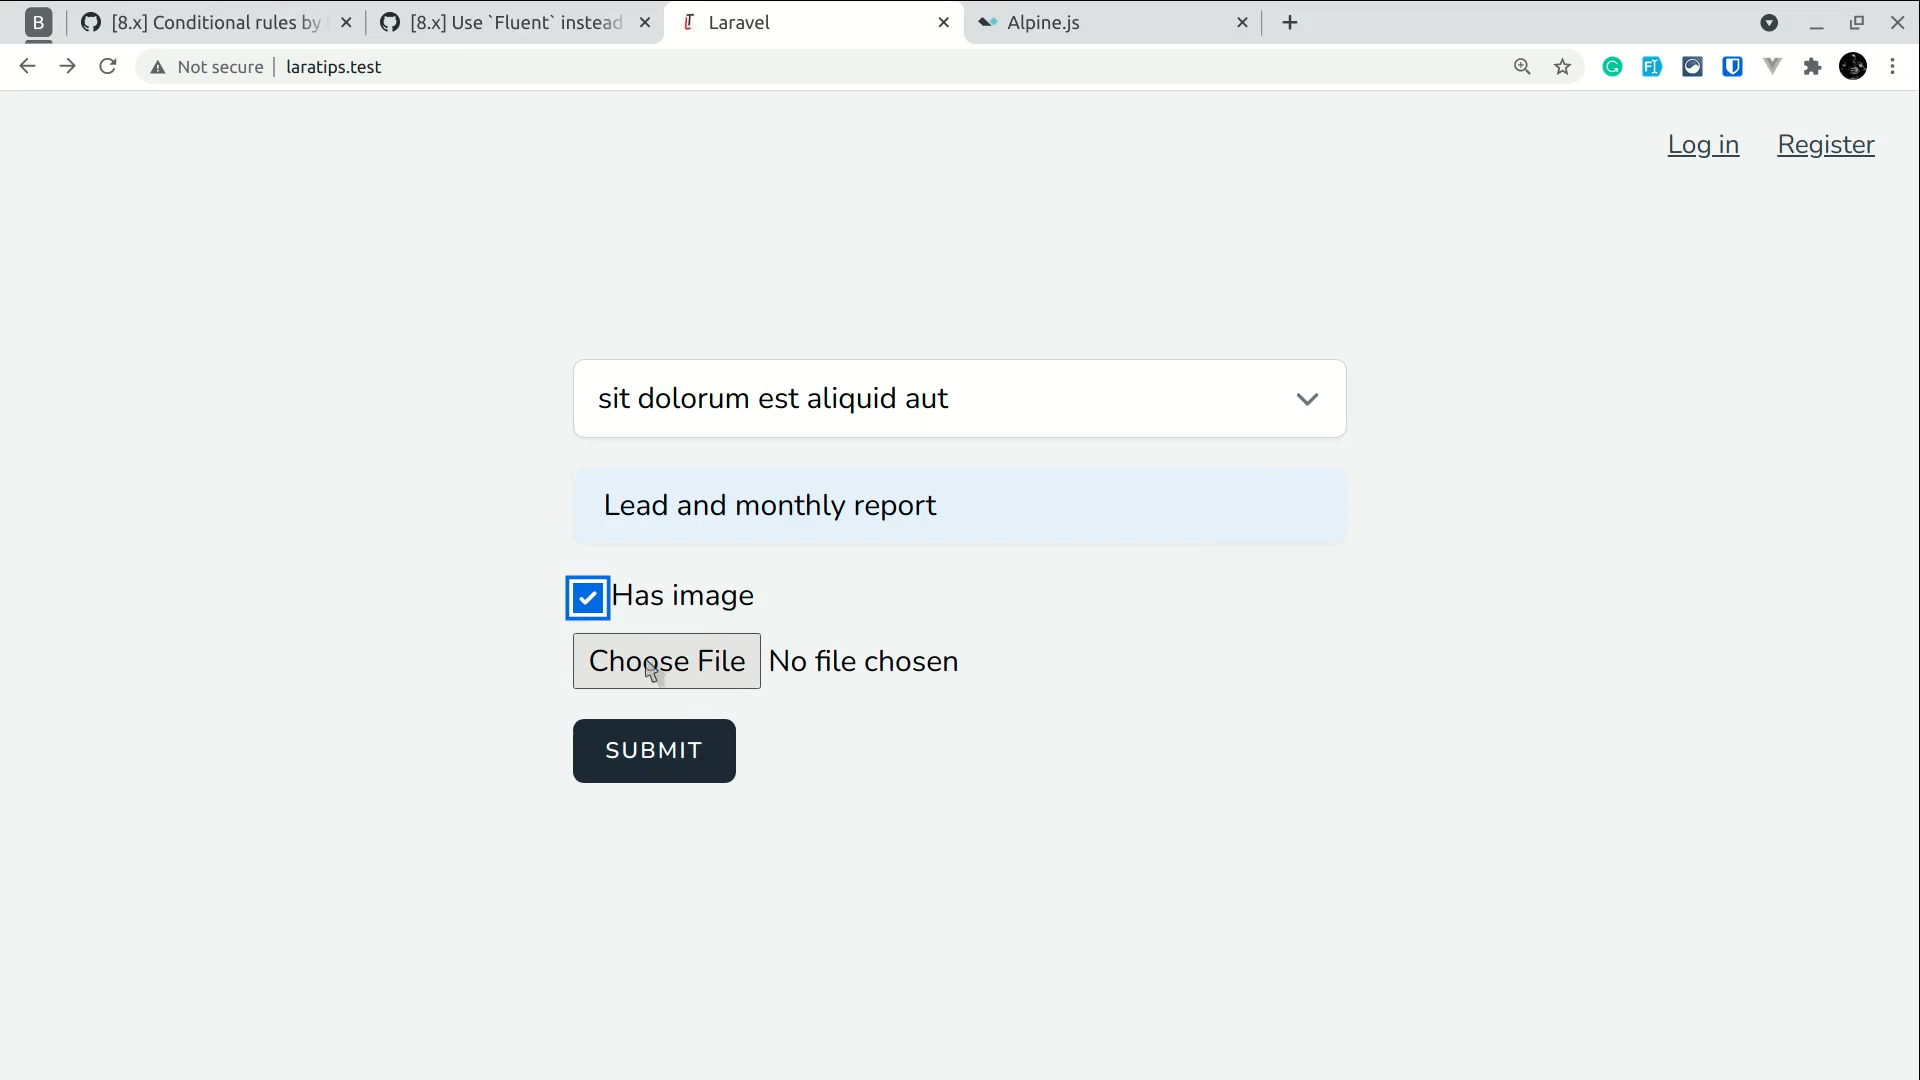 B
[8.x] Conditional rules by
[8.x] Use `Fluent` instead
Laravel
Alpine.js
Not secure
laratips.test
Log in
Register
sit dolorum est aliquid aut
Lead and monthly report
Has image
Choose File
No file chosen
SUBMIT